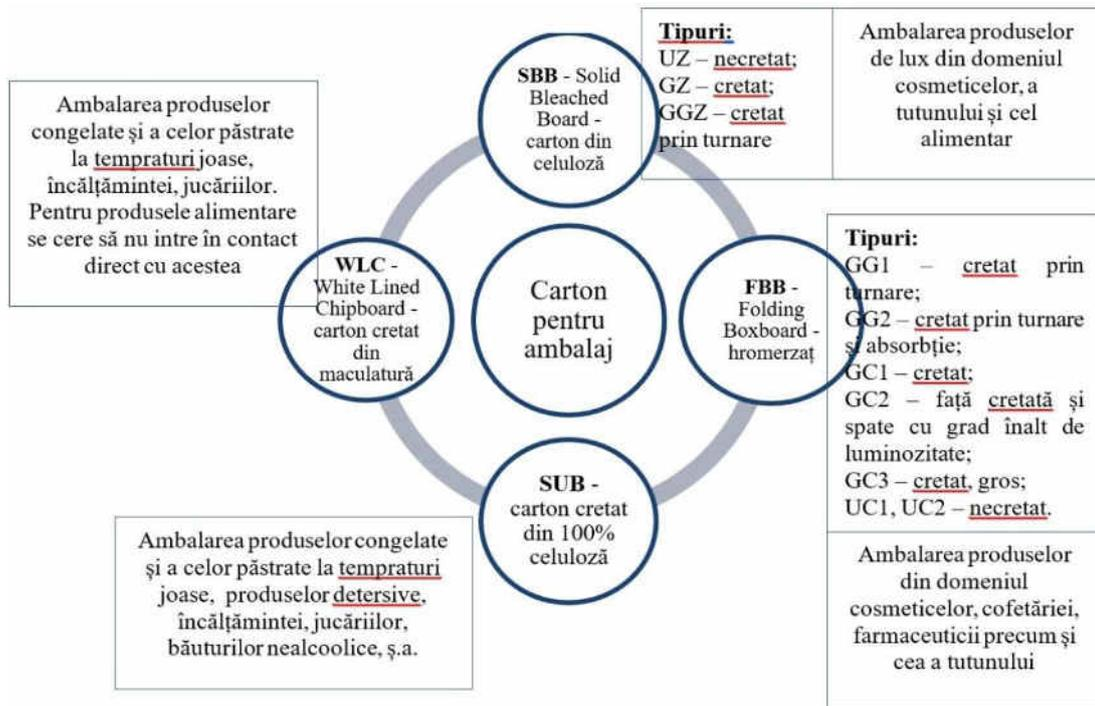 SBB - Solid
Bleached
Board -
carton din
celuloză
Tipuri:
UZ – necretat;
GZ – cretat;
GGZ – cretat
prin turnare
Ambalarea produselor
de lux din domeniul
cosmeticelor, a
tutunului și cel
alimentar
Ambalarea produselor
congelate și a celor păstrate
la tempraturi joase,
încălțămintei, jucăriilor.
Pentru produsele alimentare
se cere să nu intre în contact
direct cu acestea
WLC -
White Lined
Chipboard -
carton cretat
din
maculatură
Carton
pentru
ambalaj
FBB -
Folding
Boxboard -
hromerzaț
Tipuri:
GG1 – cretat prin
turnare;
GG2 – cretat prin turnare
și absorbție;
GC1 – cretat;
GC2 – față cretată și
spate cu grad înalt de
luminozitate;
GC3 – cretat, gros;
UC1, UC2 – necretat.
SUB -
carton cretat
din 100%
celuloză
Ambalarea produselor congelate
și a celor păstrate la tempraturi
joase, produselor detersive,
încălțămintei, jucăriilor,
băuturilor nealcoolice, ș.a.
Ambalarea produselor
din domeniul
cosmeticelor, cofetăriei,
farmaceuticii precum și
cea a tutunului